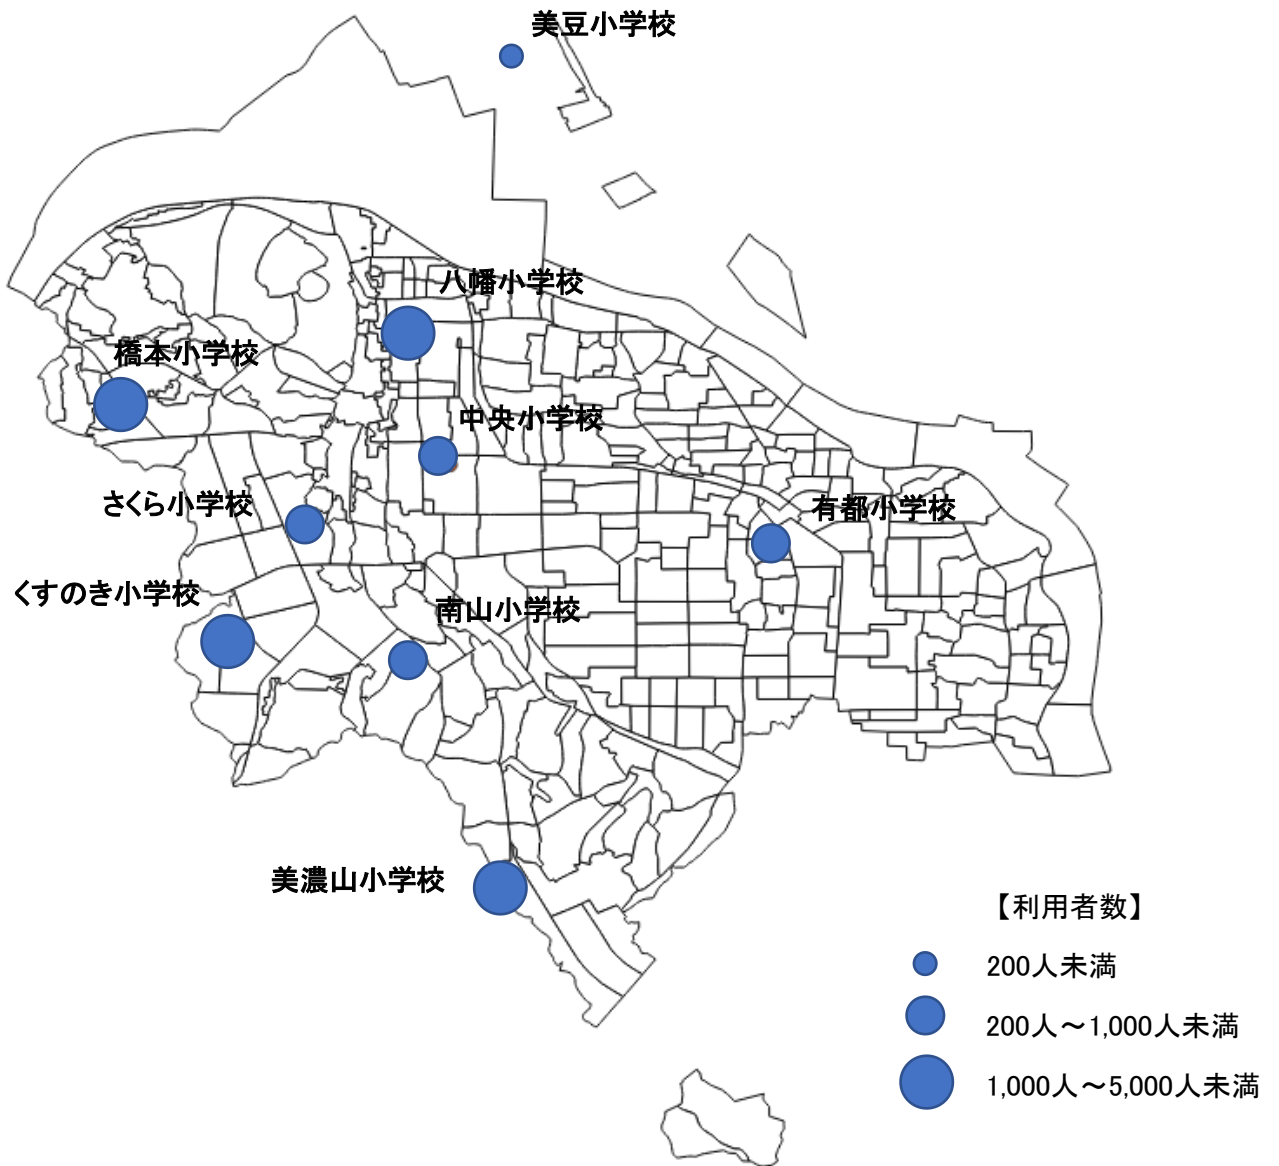 美豆小学校
八幡小学校
橋本小学校
中央小学校
さくら小学校
有都小学校
くすのき小学校
南山小学校
美濃山小学校
【利用者数】
200人未満
200人～1,000人未満
1,000人～5,000人未満